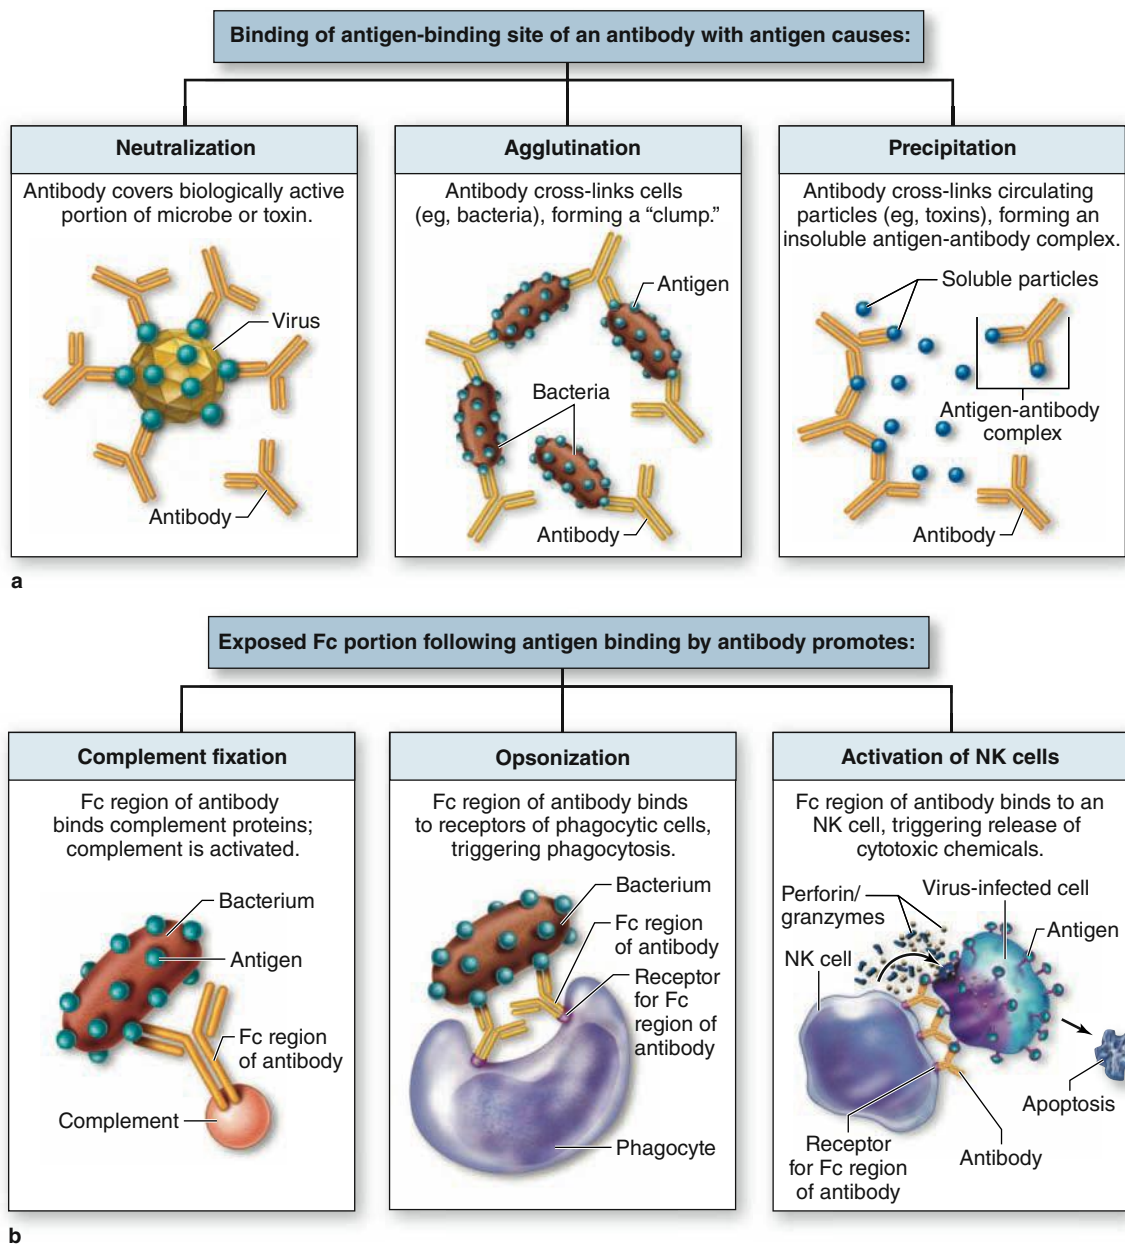 Binding of antigen-binding site of an antibody with antigen causes:
Neutralization
Antibody covers biologically active
portion of microbe or toxin.
Virus
Antibody
Agglutination
Antibody cross-links cells
(eg, bacteria), forming a “clump.”
Antigen
Bacteria
Antibody
Precipitation
Antibody cross-links circulating
particles (eg, toxins), forming an
insoluble antigen-antibody complex.
Soluble particles
Antigen-antibody
complex
Antibody
a
Exposed Fc portion following antigen binding by antibody promotes:
Complement fixation
Fc region of antibody
binds complement proteins;
complement is activated.
Bacterium
Antigen
Fc region
of antibody
Complement
Opsonization
Fc region of antibody binds
to receptors of phagocytic cells,
triggering phagocytosis.
Bacterium
Fc region
of antibody
Receptor
for Fc
region of
antibody
Phagocyte
Activation of NK cells
Fc region of antibody binds to an
NK cell, triggering release of
cytotoxic chemicals.
Perforin/
granzymes
Virus-infected cell
Antigen
NK cell
Apoptosis
Receptor
for Fc region
of antibody
Antibody
b